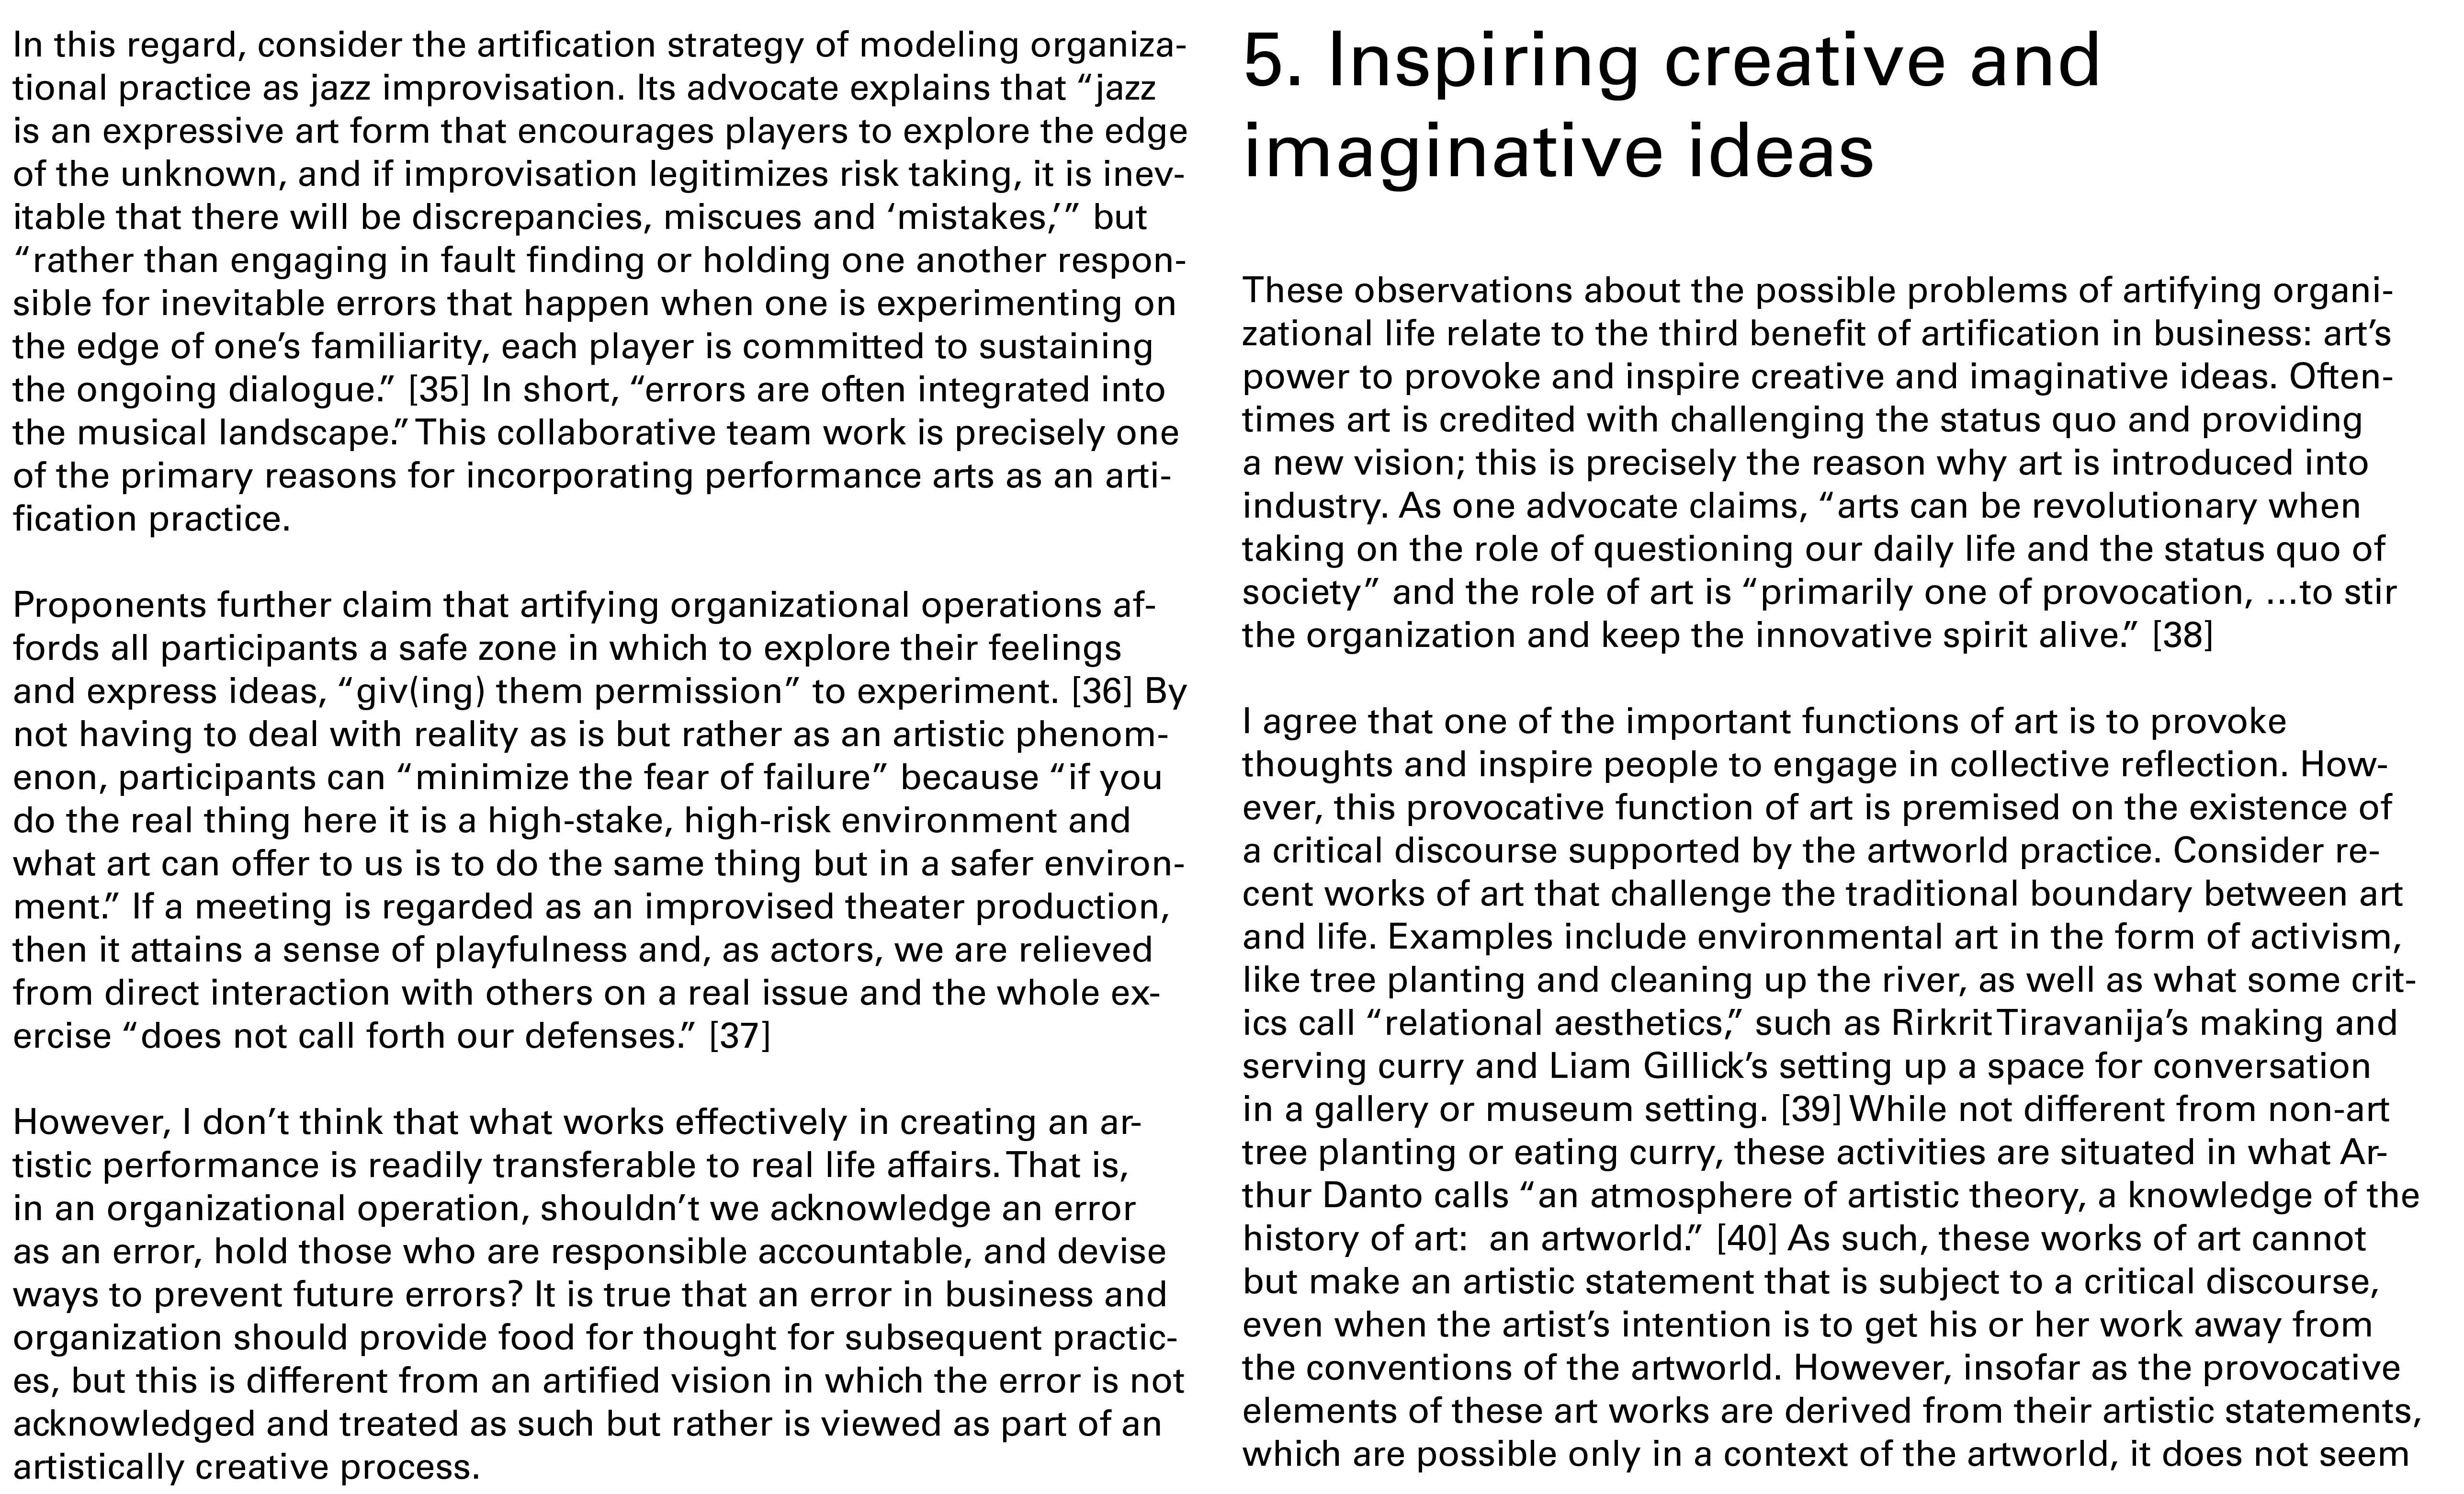 In this regard, consider the artification strategy of modeling organiza-
tional practice as jazz improvisation. Its advocate explains that “jazz
is an expressive art form that encourages players to explore the edge
of the unknown, and if improvisation legitimizes risk taking, it is inev-
itable that there will be discrepancies, miscues and ‘mistakes,’” but
“rather than engaging in fault finding or holding one another respon-
sible for inevitable errors that happen when one is experimenting on
the edge of one’s familiarity, each player is committed to sustaining
the ongoing dialogue.” [35] In short, “errors are often integrated into
the musical landscape.” This collaborative team work is precisely one
of the primary reasons for incorporating performance arts as an arti-
fication practice.

Proponents further claim that artifying organizational operations af-
fords all participants a safe zone in which to explore their feelings
and express ideas, “giv(ing) them permission” to experiment. [36] By
not having to deal with reality as is but rather as an artistic phenom-
enon, participants can “minimize the fear of failure” because “if you
do the real thing here it is a high-stake, high-risk environment and
what art can offer to us is to do the same thing but in a safer environ-
ment.” If a meeting is regarded as an improvised theater production,
then it attains a sense of playfulness and, as actors, we are relieved
from direct interaction with others on a real issue and the whole ex-
ercise “does not call forth our defenses.” [37]

However, I don’t think that what works effectively in creating an ar-
tistic performance is readily transferable to real life affairs. That is,
in an organizational operation, shouldn’t we acknowledge an error
as an error, hold those who are responsible accountable, and devise
ways to prevent future errors? It is true that an error in business and
organization should provide food for thought for subsequent practic-
es, but this is different from an artified vision in which the error is not
acknowledged and treated as such but rather is viewed as part of an
artistically creative process.

5. Inspiring creative and
imaginative ideas

These observations about the possible problems of artifying organi-
zational life relate to the third benefit of artification in business: art’s
power to provoke and inspire creative and imaginative ideas. Often-
times art is credited with challenging the status quo and providing
a new vision; this is precisely the reason why art is introduced into
industry. As one advocate claims, “arts can be revolutionary when
taking on the role of questioning our daily life and the status quo of
society” and the role of art is “primarily one of provocation, ...to stir
the organization and keep the innovative spirit alive.” [38]

I agree that one of the important functions of art is to provoke
thoughts and inspire people to engage in collective reflection. How-
ever, this provocative function of art is premised on the existence of
a critical discourse supported by the artworld practice. Consider re-
cent works of art that challenge the traditional boundary between art
and life. Examples include environmental art in the form of activism,
like tree planting and cleaning up the river, as well as what some crit-
ics call “relational aesthetics,” such as Rirkrit Tiravanija’s making and
serving curry and Liam Gillick’s setting up a space for conversation
in a gallery or museum setting. [39] While not different from non-art
tree planting or eating curry, these activities are situated in what Ar-
thur Danto calls “an atmosphere of artistic theory, a knowledge of the
history of art:  an artworld.” [40] As such, these works of art cannot
but make an artistic statement that is subject to a critical discourse,
even when the artist’s intention is to get his or her work away from
the conventions of the artworld. However, insofar as the provocative
elements of these art works are derived from their artistic statements,
which are possible only in a context of the artworld, it does not seem